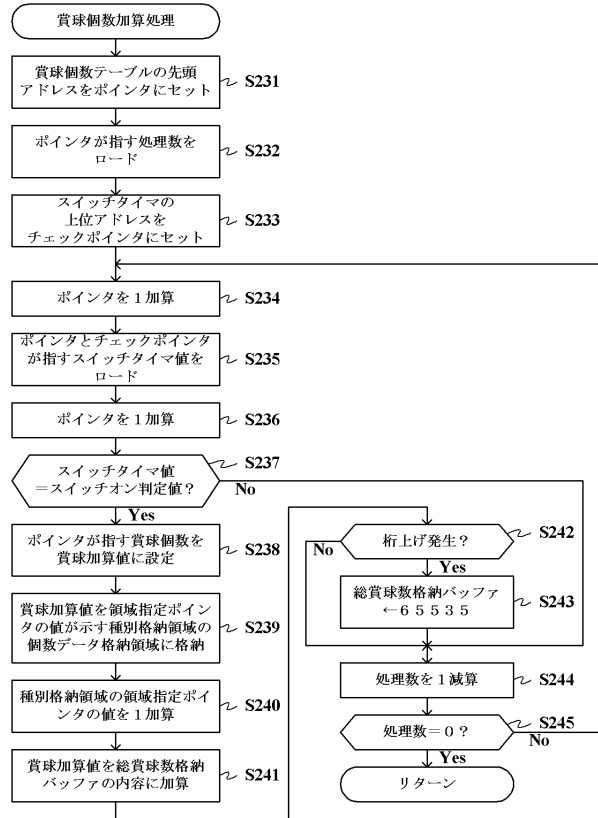 賞球個数加算処理
賞球個数テーブルの先頭
アドレスをポインタにセット
S231
ポインタが指す処理数を
ロード
S232
スイッチタイマの
上位アドレスを
チェックポインタにセット
S233
ポインタを１加算
S234
ポインタとチェックポインタ
が指すスイッチタイマ値を
ロード
S235
ポインタを１加算
S236
スイッチタイマ値
＝スイッチオン判定値？
S237
No
Yes
ポインタが指す賞球個数を
賞球加算値に設定
S238
賞球加算値を領域指定ポイン
タの値が示す種別格納領域の
個数データ格納領域に格納
S239
種別格納領域の領域指定ポイ
ンタの値を１加算
S240
賞球加算値を総賞球数格納
バッファの内容に加算
S241
桁上げ発生？
S242
No
Yes
総賞球数格納バッファ
←６５５３５
S243
処理数を１減算
S244
処理数＝０？
S245
No
Yes
リターン